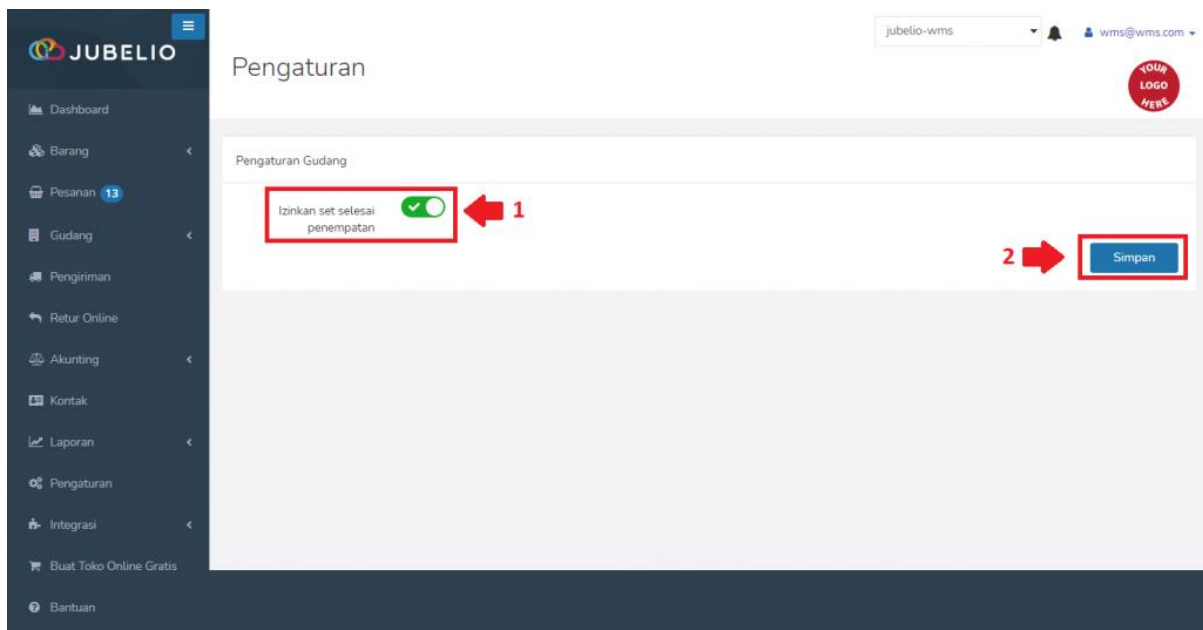 JUBELIO
jubelio-wms
wms@wms.com
Pengaturan
YOUR
LOGO
HERE
Dashboard
Barang
Pesanan 13
Gudang
Pengiriman
Retur Online
Akunting
Kontak
Laporan
Pengaturan
Integrasi
Buat Toko Online Gratis
Bantuan
Pengaturan Gudang
Izinkan set selesai
penempatan
1
2
Simpan